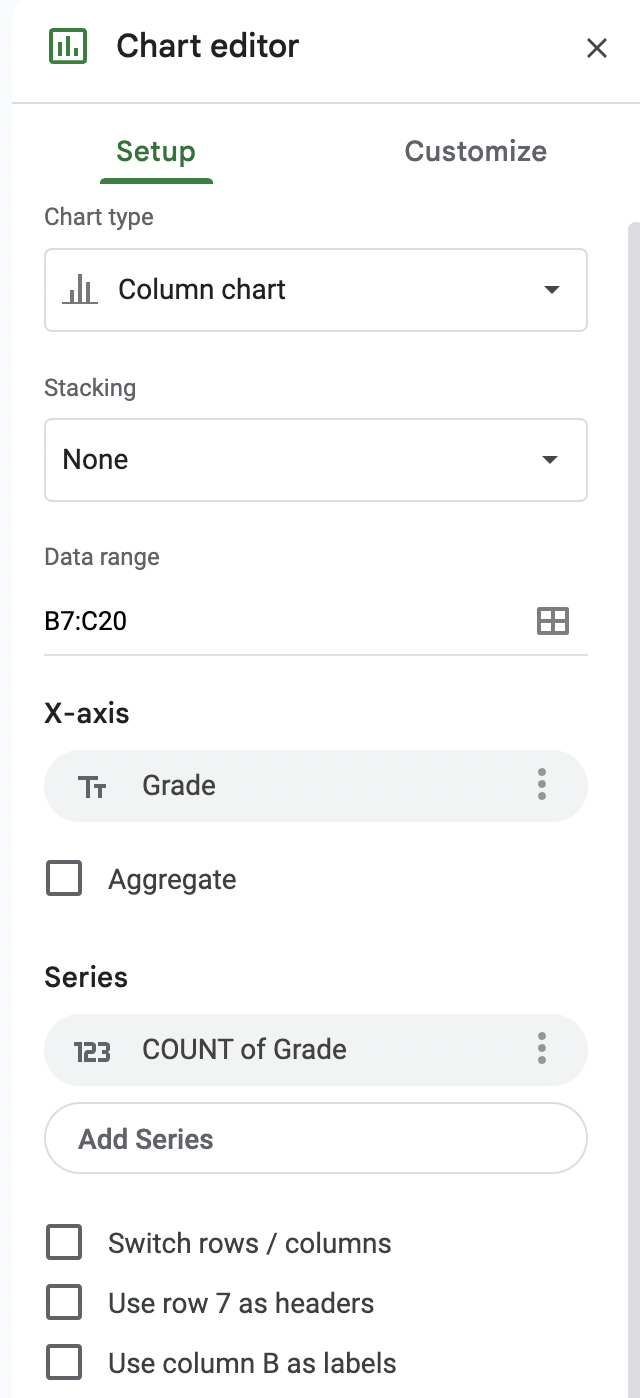 Chart editor
Setup Customize
Chart type
Column chart
Stacking
None
Data range
B7:C20
X-axis
Tт Grade
Aggregate
Series
123 COUNT of Grade
Add Series
Switch rows / columns
Use row 7 as headers
Use column B as labels